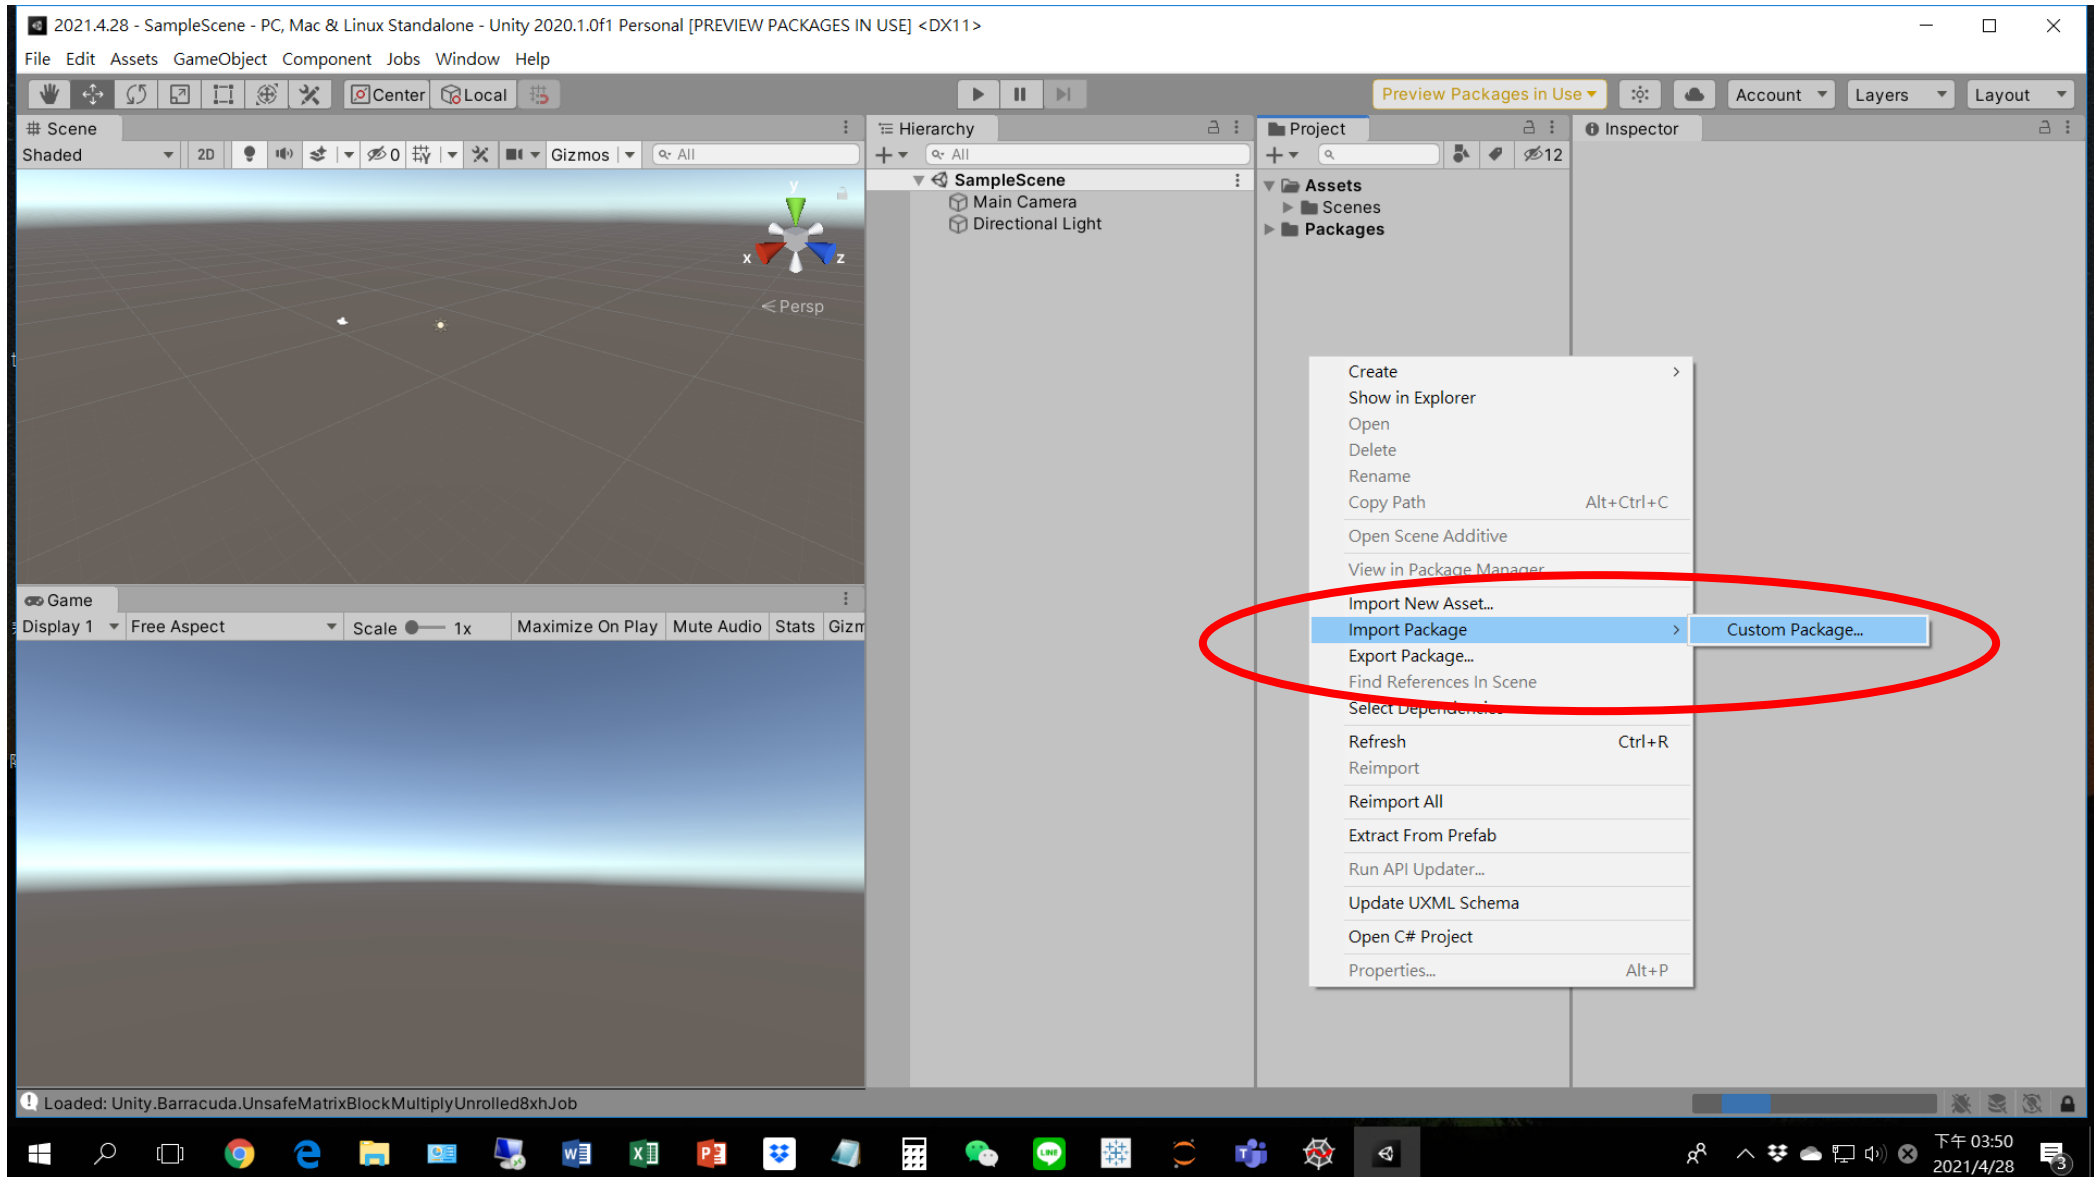 2021.4.28 - SampleScene - PC, Mac & Linux Standalone - Unity 2020.1.0f1 Personal [PREVIEW PACKAGES IN USE] <DX11>
File Edit Assets GameObject Component Jobs Window Help
Center Local Preview Packages in Use Account Layers Layout
Scene
Shaded 2D 0 Gizmos All
y
x z
Persp
Game
Display 1 Free Aspect Scale 1x Maximize On Play Mute Audio Stats Gizm
Hierarchy
All
SampleScene
Main Camera
Directional Light
Project
12
Assets
Scenes
Packages
Inspector
Create
Show in Explorer
Open
Delete
Rename
Copy Path Alt+Ctrl+C
Open Scene Additive
View in Package Manager
Import New Asset...
Import Package Custom Package...
Export Package...
Find References In Scene
Select Dependencies
Refresh Ctrl+R
Reimport
Reimport All
Extract From Prefab
Run API Updater...
Update UXML Schema
Open C# Project
Properties... Alt+P
Loaded: Unity.Barracuda.UnsafeMatrixBlockMultiplyUnrolled8xhJob
LINE
下午 03:50
2021/4/28
3